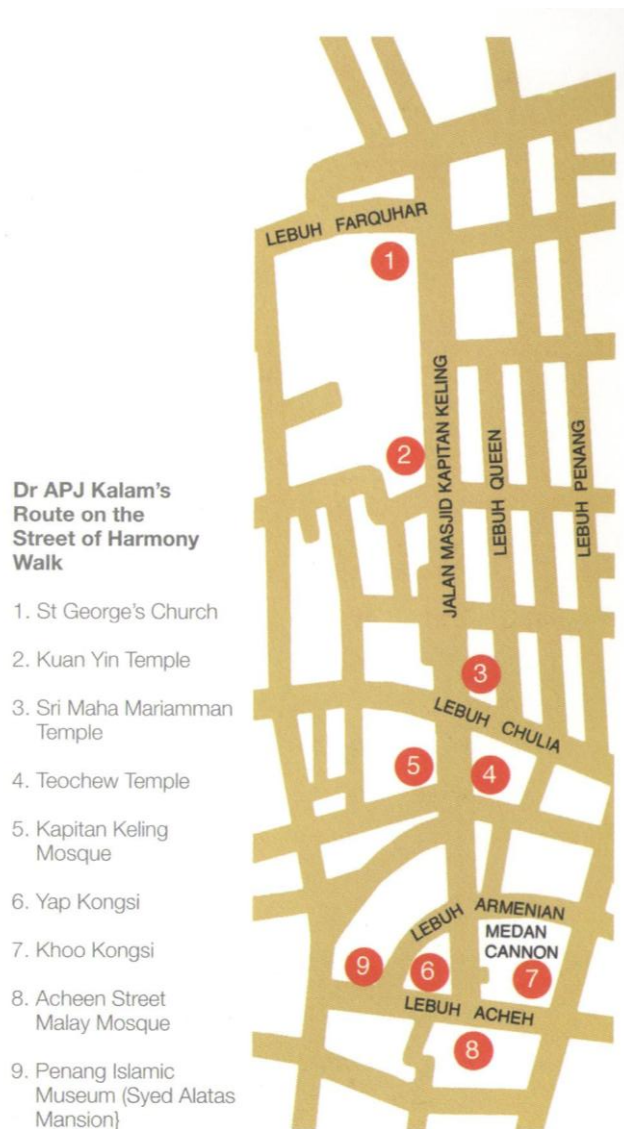 LEBUH FARQUHAR
1
JALAN MASJID KAPITAN KELING
2
LEBUH QUEEN
LEBUH PENANG
3
LEBUH CHULIA
5
4
LEBUH ARMENIAN
MEDAN
CANNON
9
6
7
LEBUH ACHEH
8
Dr APJ Kalam's
Route on the
Street of Harmony
Walk
1. St George's Church
2. Kuan Yin Temple
3. Sri Maha Mariamman
Temple
4. Teochew Temple
5. Kapitan Keling
Mosque
6. Yap Kongsi
7. Khoo Kongsi
8. Acheen Street
Malay Mosque
9. Penang Islamic
Museum (Syed Alatas
Mansion}